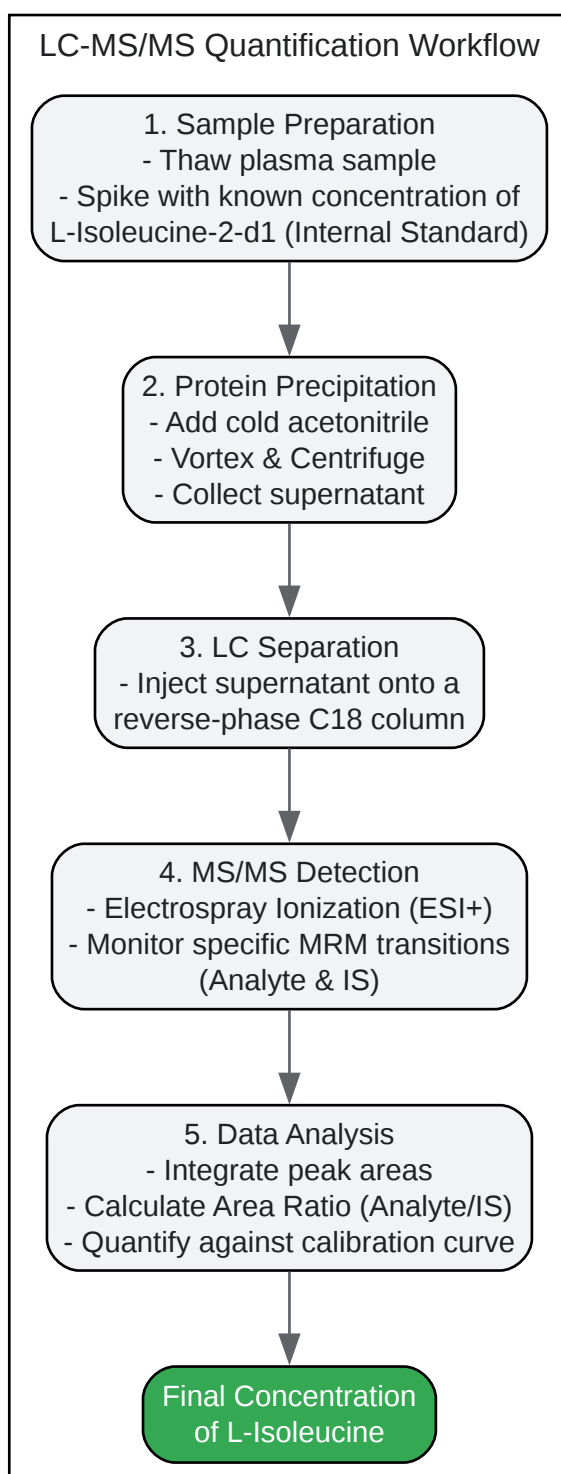 LC-MS/MS Quantification Workflow
1. Sample Preparation
- Thaw plasma sample
- Spike with known concentration of
L-Isoleucine-2-d1 (Internal Standard)
2. Protein Precipitation
- Add cold acetonitrile
- Vortex & Centrifuge
- Collect supernatant
3. LC Separation
- Inject supernatant onto a
reverse-phase C18 column
4. MS/MS Detection
- Electrospray Ionization (ESI+)
- Monitor specific MRM transitions
(Analyte & IS)
5. Data Analysis
- Integrate peak areas
- Calculate Area Ratio (Analyte/IS)
- Quantify against calibration curve
Final Concentration
of L-Isoleucine